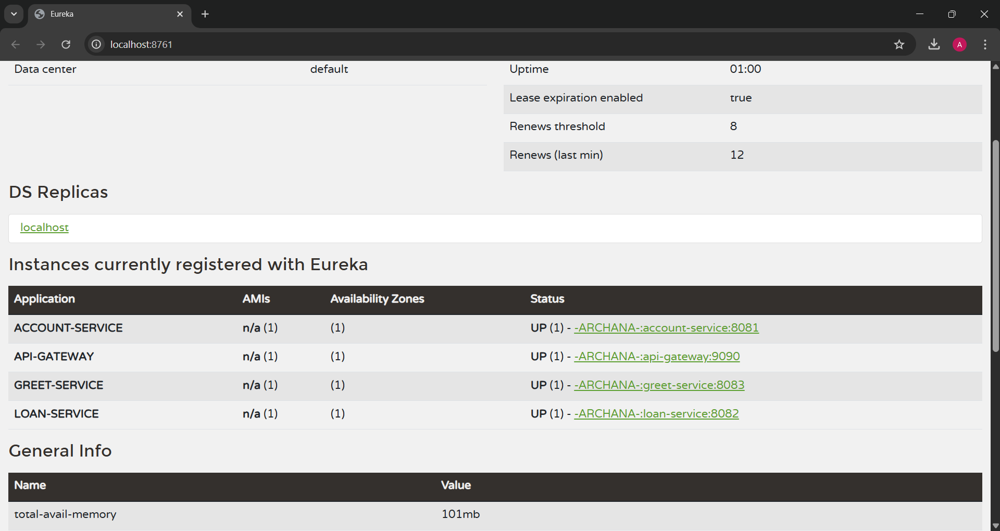 Eureka
localhost:8761
A
Data center default
Uptime 01:00
Lease expiration enabled true
Renews threshold 8
Renews (last min) 12
DS Replicas
localhost
Instances currently registered with Eureka
Application AMIs Availability Zones Status
ACCOUNT-SERVICE n/a (1) (1) UP (1) - -ARCHANA-:account-service:8081
API-GATEWAY n/a (1) (1) UP (1) - -ARCHANA-:api-gateway:9090
GREET-SERVICE n/a (1) (1) UP (1) - -ARCHANA-:greet-service:8083
LOAN-SERVICE n/a (1) (1) UP (1) - -ARCHANA-:loan-service:8082
General Info
Name Value
total-avail-memory 101mb